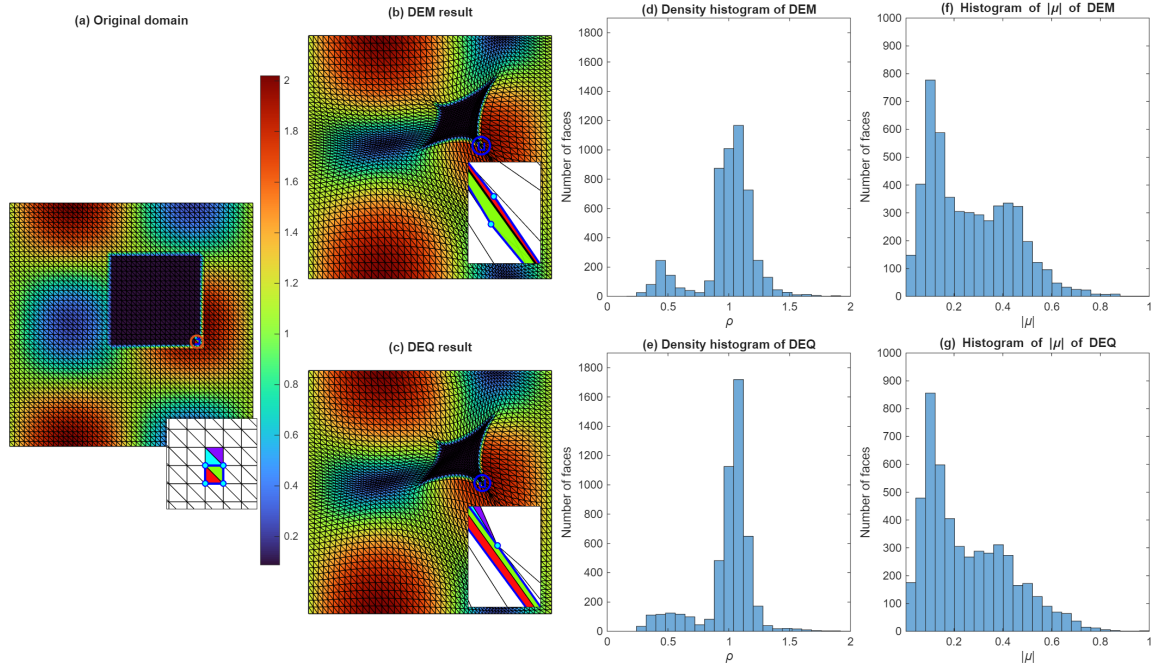 (a) Original domain
2
1.8
1.6
1.4
1.2
1
0.8
0.6
0.4
0.2
(b) DEM result
(c) DEQ result
(d) Density histogram of DEM
Number of faces
1800
1600
1400
1200
1000
800
600
400
200
0
0 0.5 1 1.5 2
ρ
(f) Histogram of |μ| of DEM
Number of faces
1000
900
800
700
600
500
400
300
200
100
0
0.2 0.4 0.6 0.8 1
|μ|
(e) Density histogram of DEQ
Number of faces
1800
1600
1400
1200
1000
800
600
400
200
0
0 0.5 1 1.5 2
ρ
(g) Histogram of |μ| of DEQ
Number of faces
1000
900
800
700
600
500
400
300
200
100
0
0.2 0.4 0.6 0.8 1
|μ|